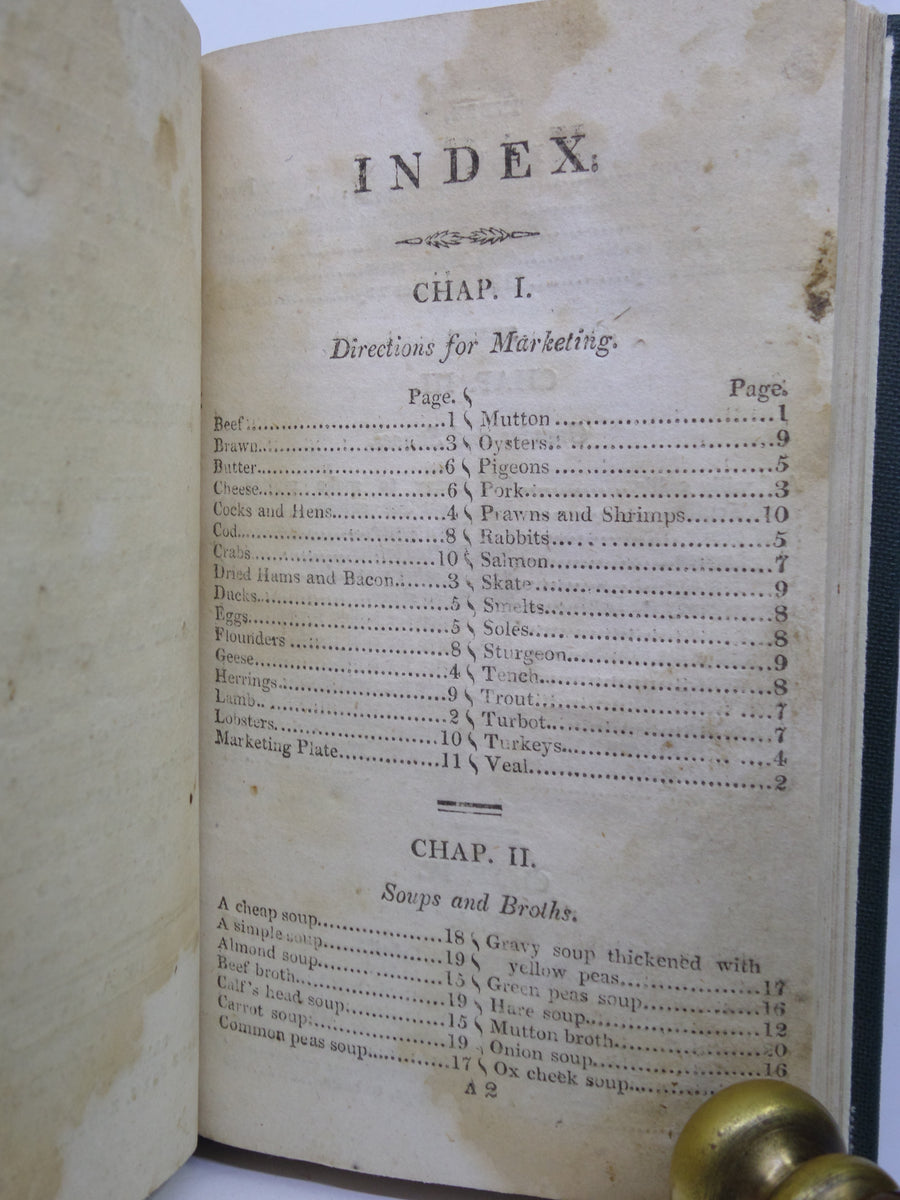 INDEX.
CHAP. I.
Directions for Marketing.
Page.
Beef.....1
Brawn.....3
Butter.....6
Cheese.....6
Cocks and Hens.....4
Cod.....8
Crabs.....10
Dried Hams and Bacon.....3
Ducks.....5
Eggs.....5
Flounders.....8
Geese.....4
Herrings.....9
Lamb.....2
Lobsters.....10
Marketing Plate.....11
Page.
Mutton.....1
Oysters.....9
Pigeons.....5
Pork.....3
Prawns and Shrimps.....10
Rabbits.....5
Salmon.....7
Skate.....9
Smelts.....8
Soles.....8
Sturgeon.....9
Tench.....8
Trout.....7
Turbot.....7
Turkeys.....4
Veal.....2
CHAP. II.
Soups and Broths.
A cheap soup.....18
A simple soup.....19
Almond soup.....15
Beef broth.....19
Calf's head soup.....15
Carrot soup.....19
Common peas soup.....17
Gravy soup thickened with
yellow peas.....17
Green peas soup.....16
Hare soup.....12
Mutton broth.....20
Onion soup.....16
Ox cheek soup.....
A 2